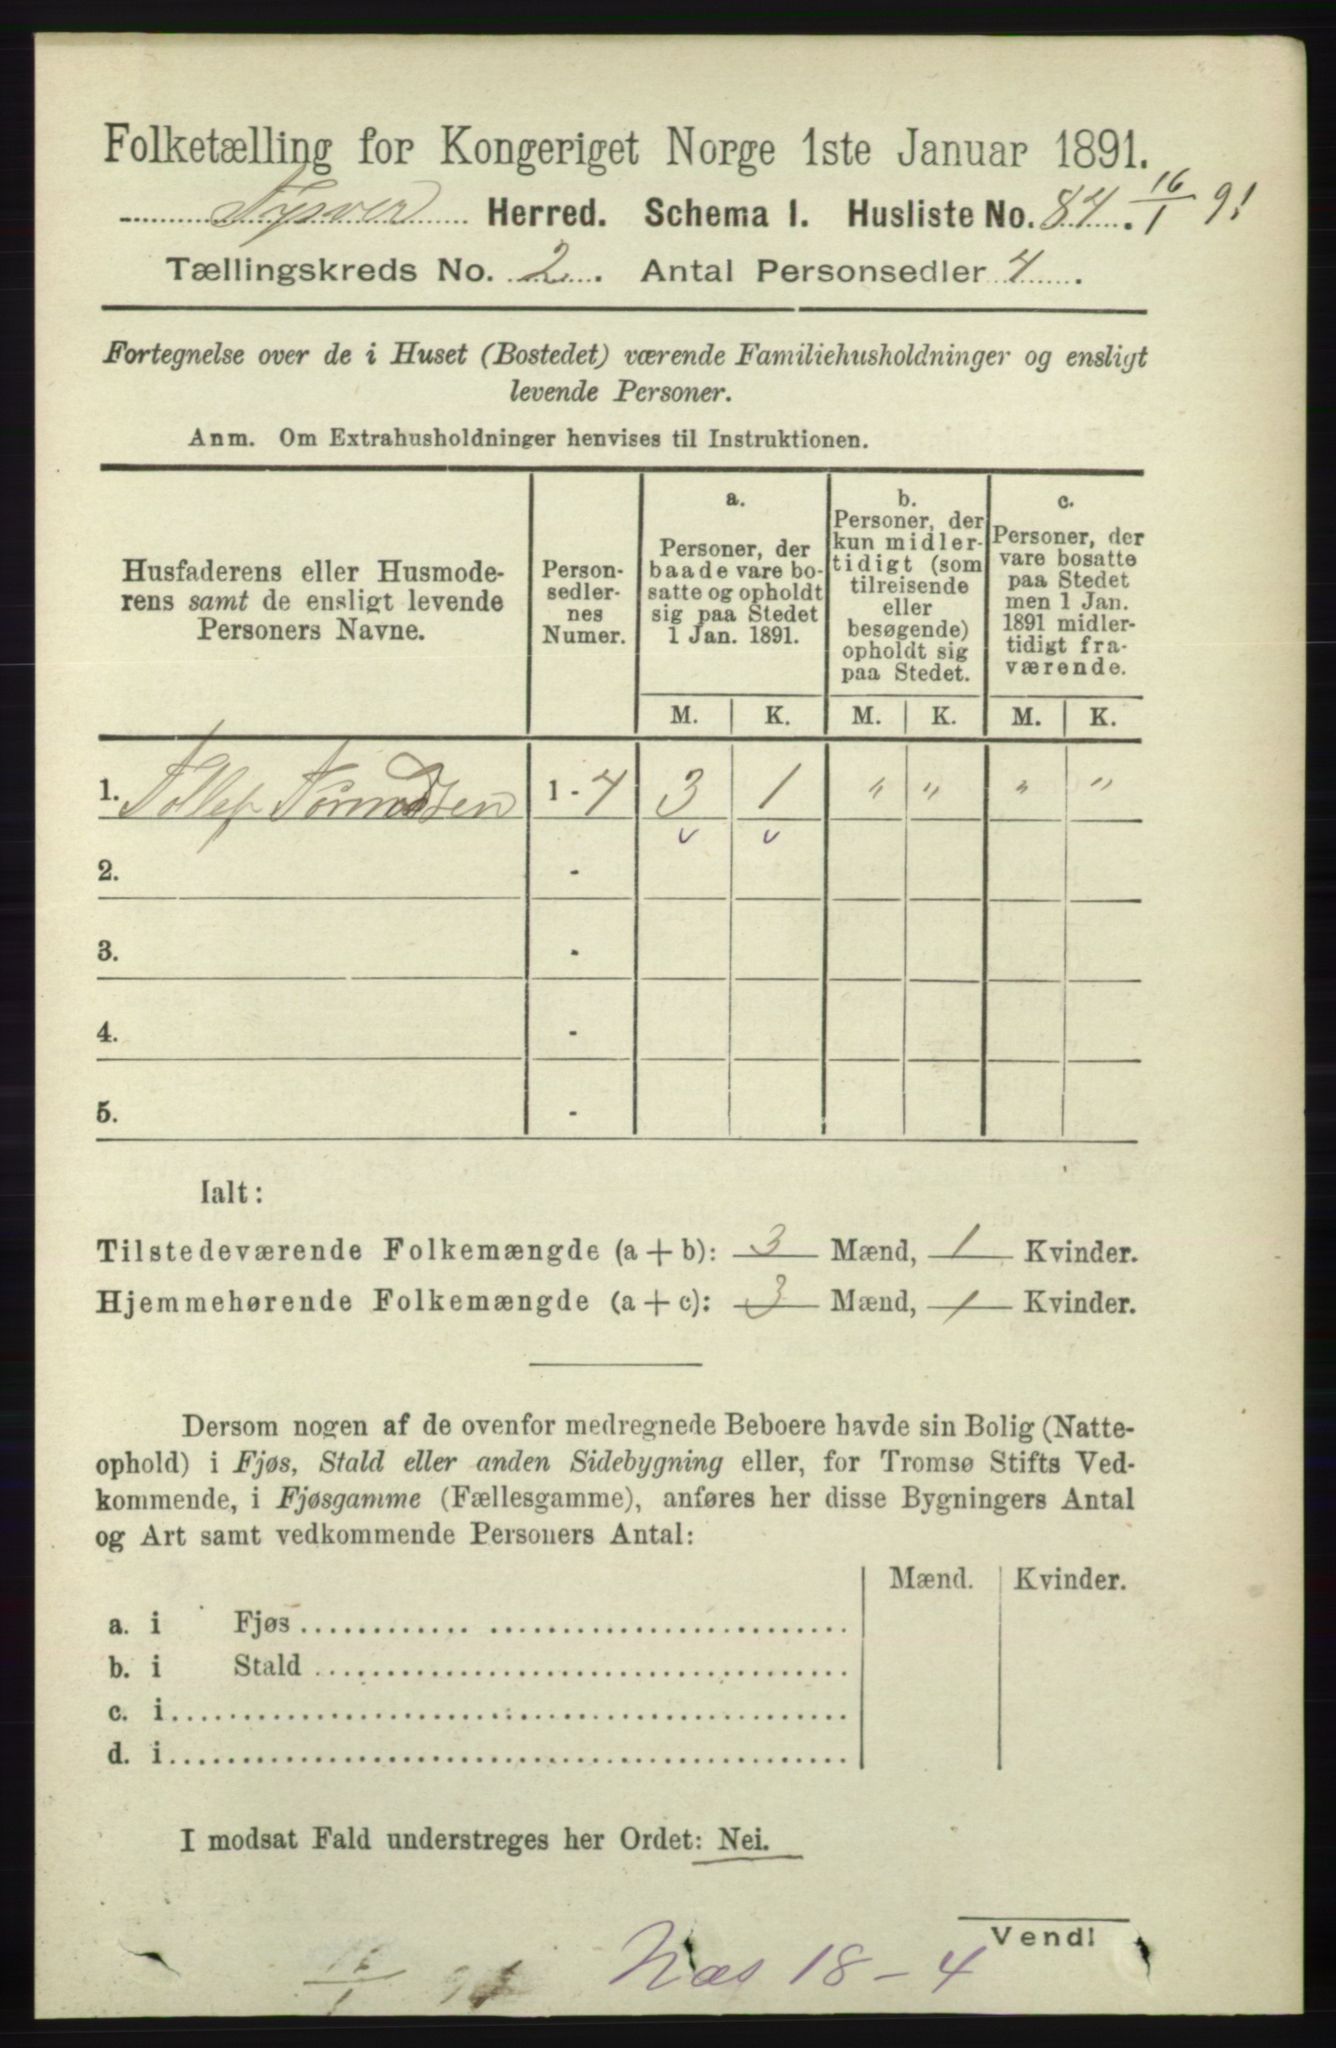 Folketælling for Kongeriget Norge 1ste Januar 1891.
Tysvær Herred. Schema I. Husliste No. 84. 16/1 91
Tællingskreds No. 2. Antal Personsedler 4.
Fortegnelse over de i Huset (Bostedet) værende Familiehusholdninger og ensligt
levende Personer.
Anm. Om Extrahusholdninger henvises til Instruktionen.
Husfaderens eller Husmode-
rens samt de ensligt levende
Personers Navne.
Person-
sedler-
nes
Numer.
a.
Personer, der
baade vare bo-
satte og opholdt
sig paa Stedet
1 Jan. 1891.
b.
Personer, der
kun midler-
tidigt (som
tilreisende
eller
besøgende)
opholdt sig
paa Stedet.
c.
Personer, der
vare bosatte
paa Stedet
men 1 Jan.
1891 midler-
tidigt fra-
værende.
M. K. M. K. M. K.
1. Tollef Tormodsen 1 - 4 3 1 " " " "
v v
2. -
3. -
4. -
5. -
Ialt:
Tilstedeværende Folkemængde (a + b): 3 Mænd, 1 Kvinder.
Hjemmehørende Folkemængde (a + c): 3 Mænd, 1 Kvinder.
Dersom nogen af de ovenfor medregnede Beboere havde sin Bolig (Natte-
ophold) i Fjøs, Stald eller anden Sidebygning eller, for Tromsø Stifts Ved-
kommende, i Fjøsgamme (Fællesgamme), anføres her disse Bygningers Antal
og Art samt vedkommende Personers Antal:
Mænd. Kvinder.
a. i Fjøs
b. i Stald
c. i
d. i
I modsat Fald understreges her Ordet: Nei.
Vend!
Næs 18 - 4